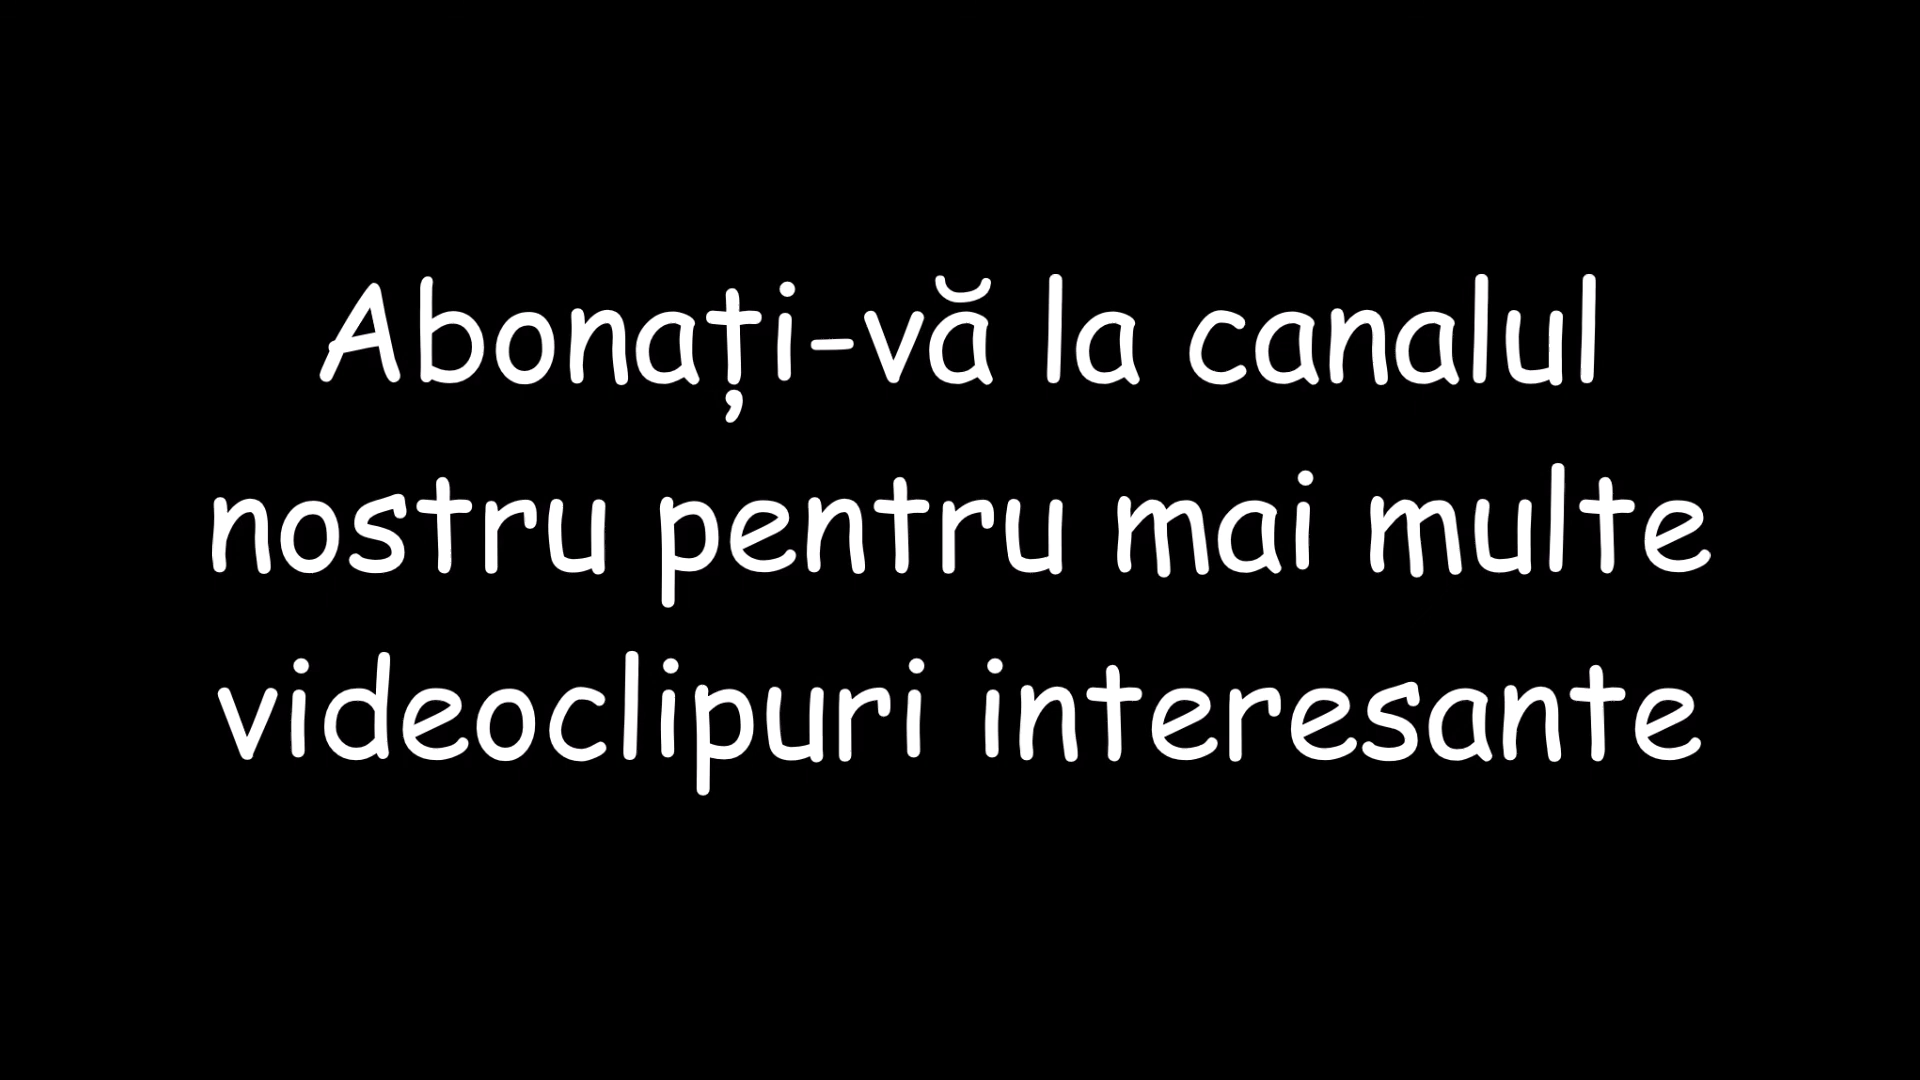 Abonați-vă la canalul
nostru pentru mai multe
videoclipuri interesante